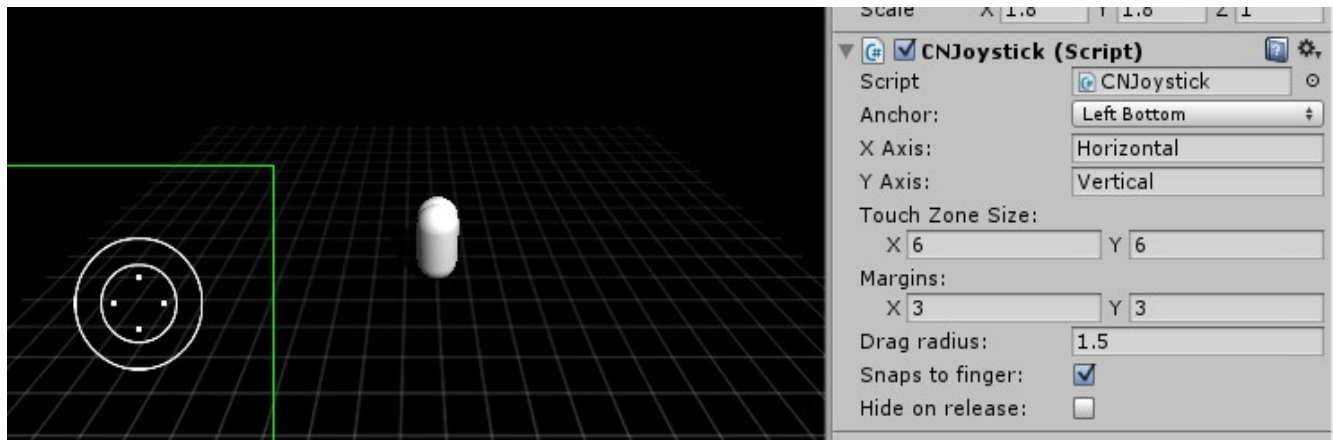 Scale X 1.8 Y 1.8 Z 1
CNJoystick (Script)
Script CNJoystick
Anchor: Left Bottom
X Axis: Horizontal
Y Axis: Vertical
Touch Zone Size:
X 6 Y 6
Margins:
X 3 Y 3
Drag radius: 1.5
Snaps to finger:
Hide on release: